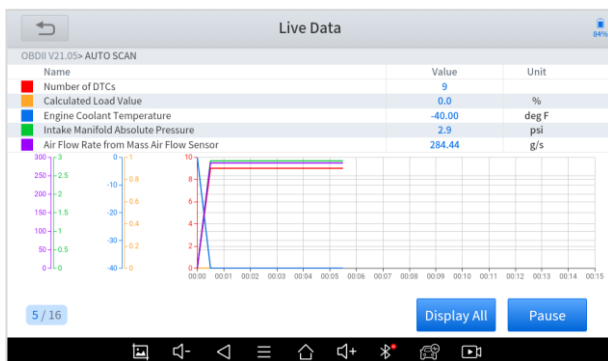 Live Data
84%
OBDII V21.05> AUTO SCAN
Name Value Unit
Number of DTCs 9
Calculated Load Value 0.0 %
Engine Coolant Temperature -40.00 deg F
Intake Manifold Absolute Pressure 2.9 psi
Air Flow Rate from Mass Air Flow Sensor 284.44 g/s
300 3 0 1 10
250 2.5 -10 0.8 8
200 2 0.6 6
150 1.5 -20
100 1 -30 0.4 4
50 0.5 0.2 2
0 0 -40 0 0
00:00 00:01 00:02 00:03 00:04 00:05 00:06 00:07 00:08 00:09 00:10 00:11 00:12 00:13 00:14 00:15
5 / 16
Display All
Pause